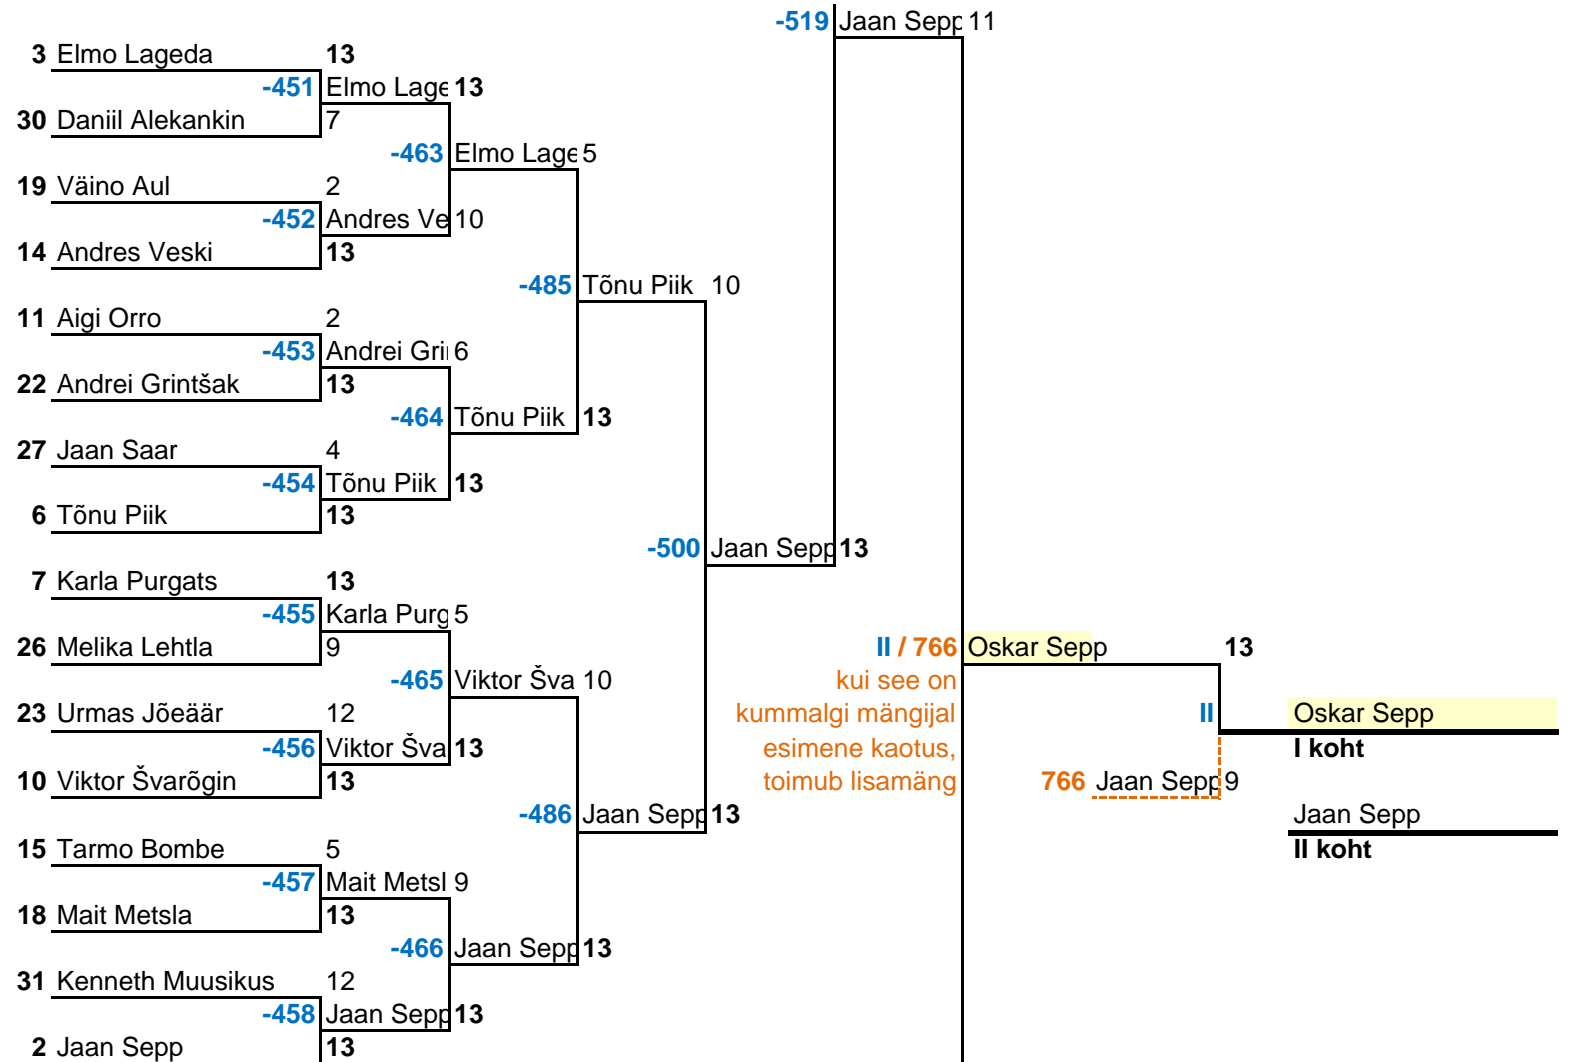 -519 Jaan Sepp 11
3 Elmo Lageda 13
-451 Elmo Lage 13
30 Daniil Alekankin 7
-463 Elmo Lage 5
19 Väino Aul 2
-452 Andres Ve 10
14 Andres Veski 13
-485 Tõnu Piik 10
11 Aigi Orro 2
-453 Andrei Gri 6
22 Andrei Grintšak 13
-464 Tõnu Piik 13
27 Jaan Saar 4
-454 Tõnu Piik 13
6 Tõnu Piik 13
-500 Jaan Sepp 13
7 Karla Purgats 13
-455 Karla Purg 5
26 Melika Lehtla 9
II / 766 Oskar Sepp 13
-465 Viktor Šva 10
kui see on
23 Urmas Jõeäär 12
kummalgi mängijal
II Oskar Sepp
-456 Viktor Šva 13
esimene kaotus,
I koht
10 Viktor Švarõgin 13
toimub lisamäng
766 Jaan Sepp 9
-486 Jaan Sepp 13
Jaan Sepp
15 Tarmo Bombe 5
II koht
-457 Mait Metsl 9
18 Mait Metsla 13
-466 Jaan Sepp 13
31 Kenneth Muusikus 12
-458 Jaan Sepp 13
2 Jaan Sepp 13